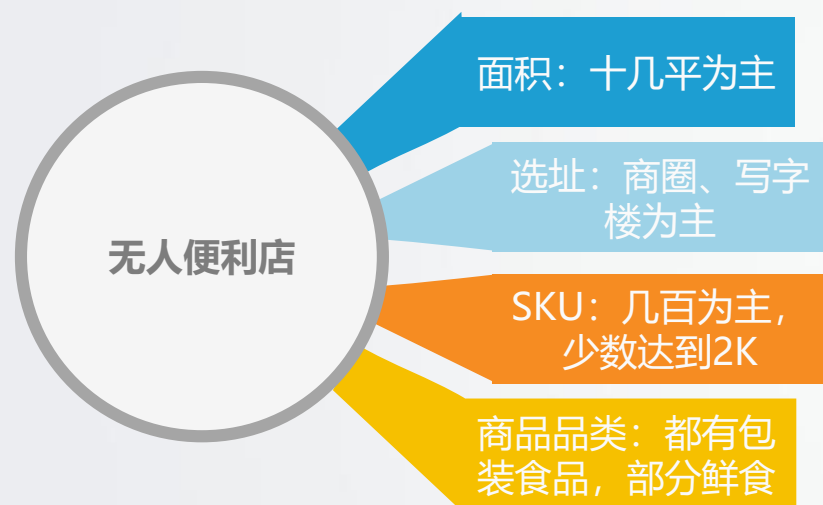 无人便利店
面积：十几平为主
选址：商圈、写字
楼为主
SKU：几百为主，
少数达到2K
商品品类：都有包
装食品，部分鲜食